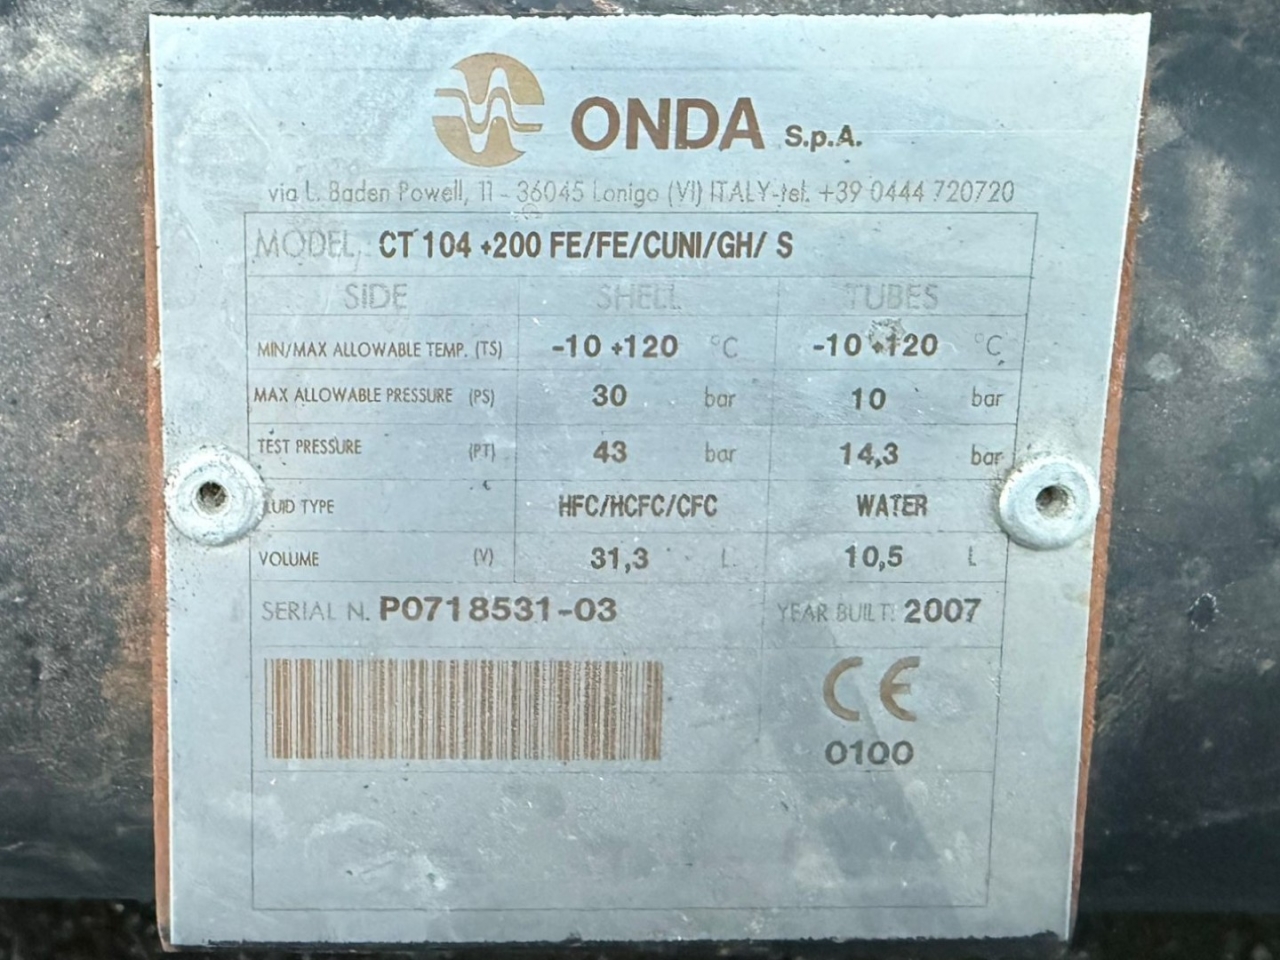 ONDA S.p.A.
via L. Baden Powell, 11 - 36045 Lonigo (VI) ITALY-tel. +39 0444 720720
MODEL: CT 104 +200 FE/FE/CUNI/GH/ S
SIDE SHELL TUBES
MIN/MAX ALLOWABLE TEMP. (TS) -10 +120 °C -10 +120 °C
MAX ALLOWABLE PRESSURE (PS) 30 bar 10 bar
TEST PRESSURE (PT) 43 bar 14,3 bar
LUID TYPE HFC/HCFC/CFC WATER
VOLUME (V) 31,3 L 10,5 L
SERIAL N. P0718531-03 YEAR BUILT: 2007
CE
0100